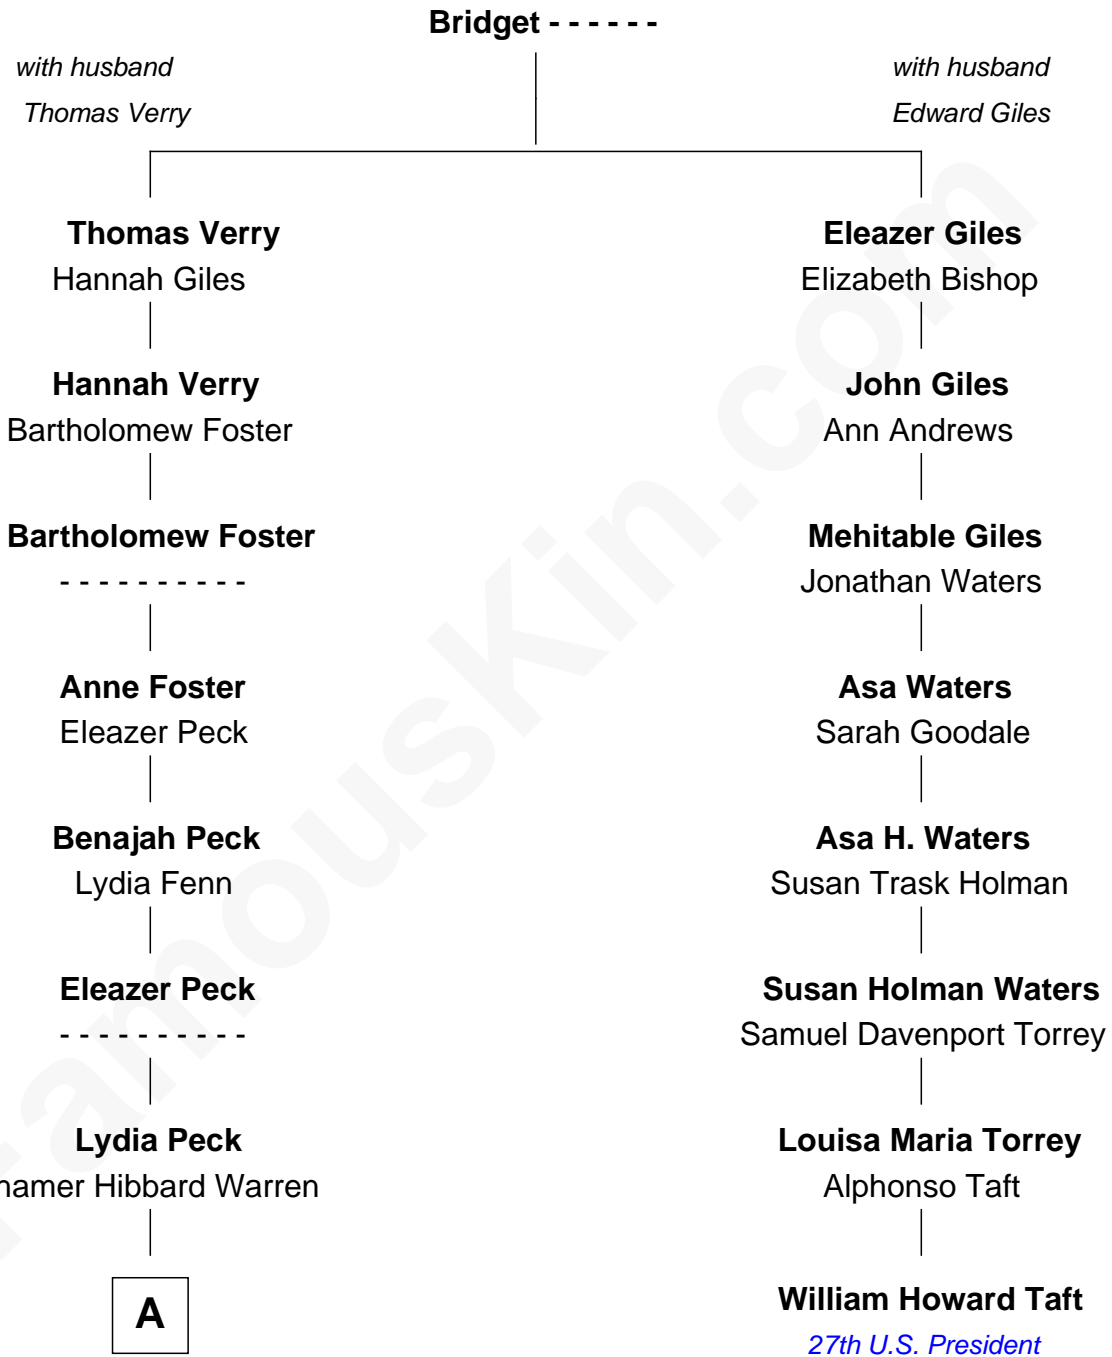 Bridget - - - - - -
with husband
Thomas Verry
with husband
Edward Giles
Thomas Verry
Hannah Giles
Eleazer Giles
Elizabeth Bishop
Hannah Verry
Bartholomew Foster
John Giles
Ann Andrews
Bartholomew Foster
- - - - - - - - - -
Mehitable Giles
Jonathan Waters
Anne Foster
Eleazer Peck
Asa Waters
Sarah Goodale
Benajah Peck
Lydia Fenn
Asa H. Waters
Susan Trask Holman
Eleazer Peck
- - - - - - - - - -
Susan Holman Waters
Samuel Davenport Torrey
Lydia Peck
Hibbard Warren
Louisa Maria Torrey
Alphonso Taft
A
William Howard Taft
27th U.S. President
FamousKin.com